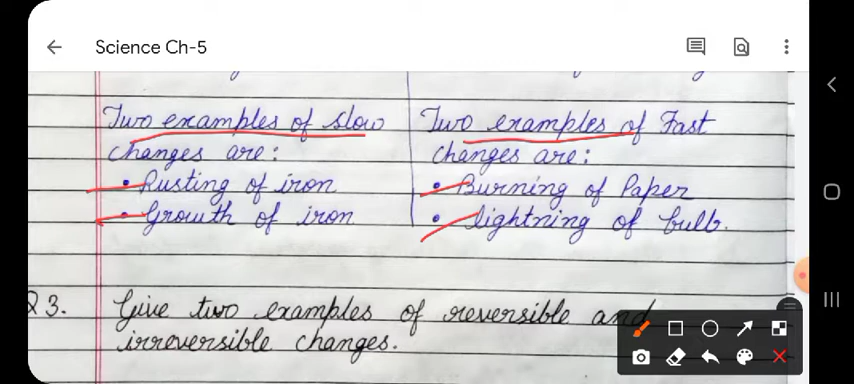 Science Ch-5
Two examples of slow
changes are:
• Rusting of iron
• Growth of iron
Two examples of Fast
changes are:
• Burning of Paper
• lightning of bulb.
Q3. Give two examples of reversible and
irreversible changes.